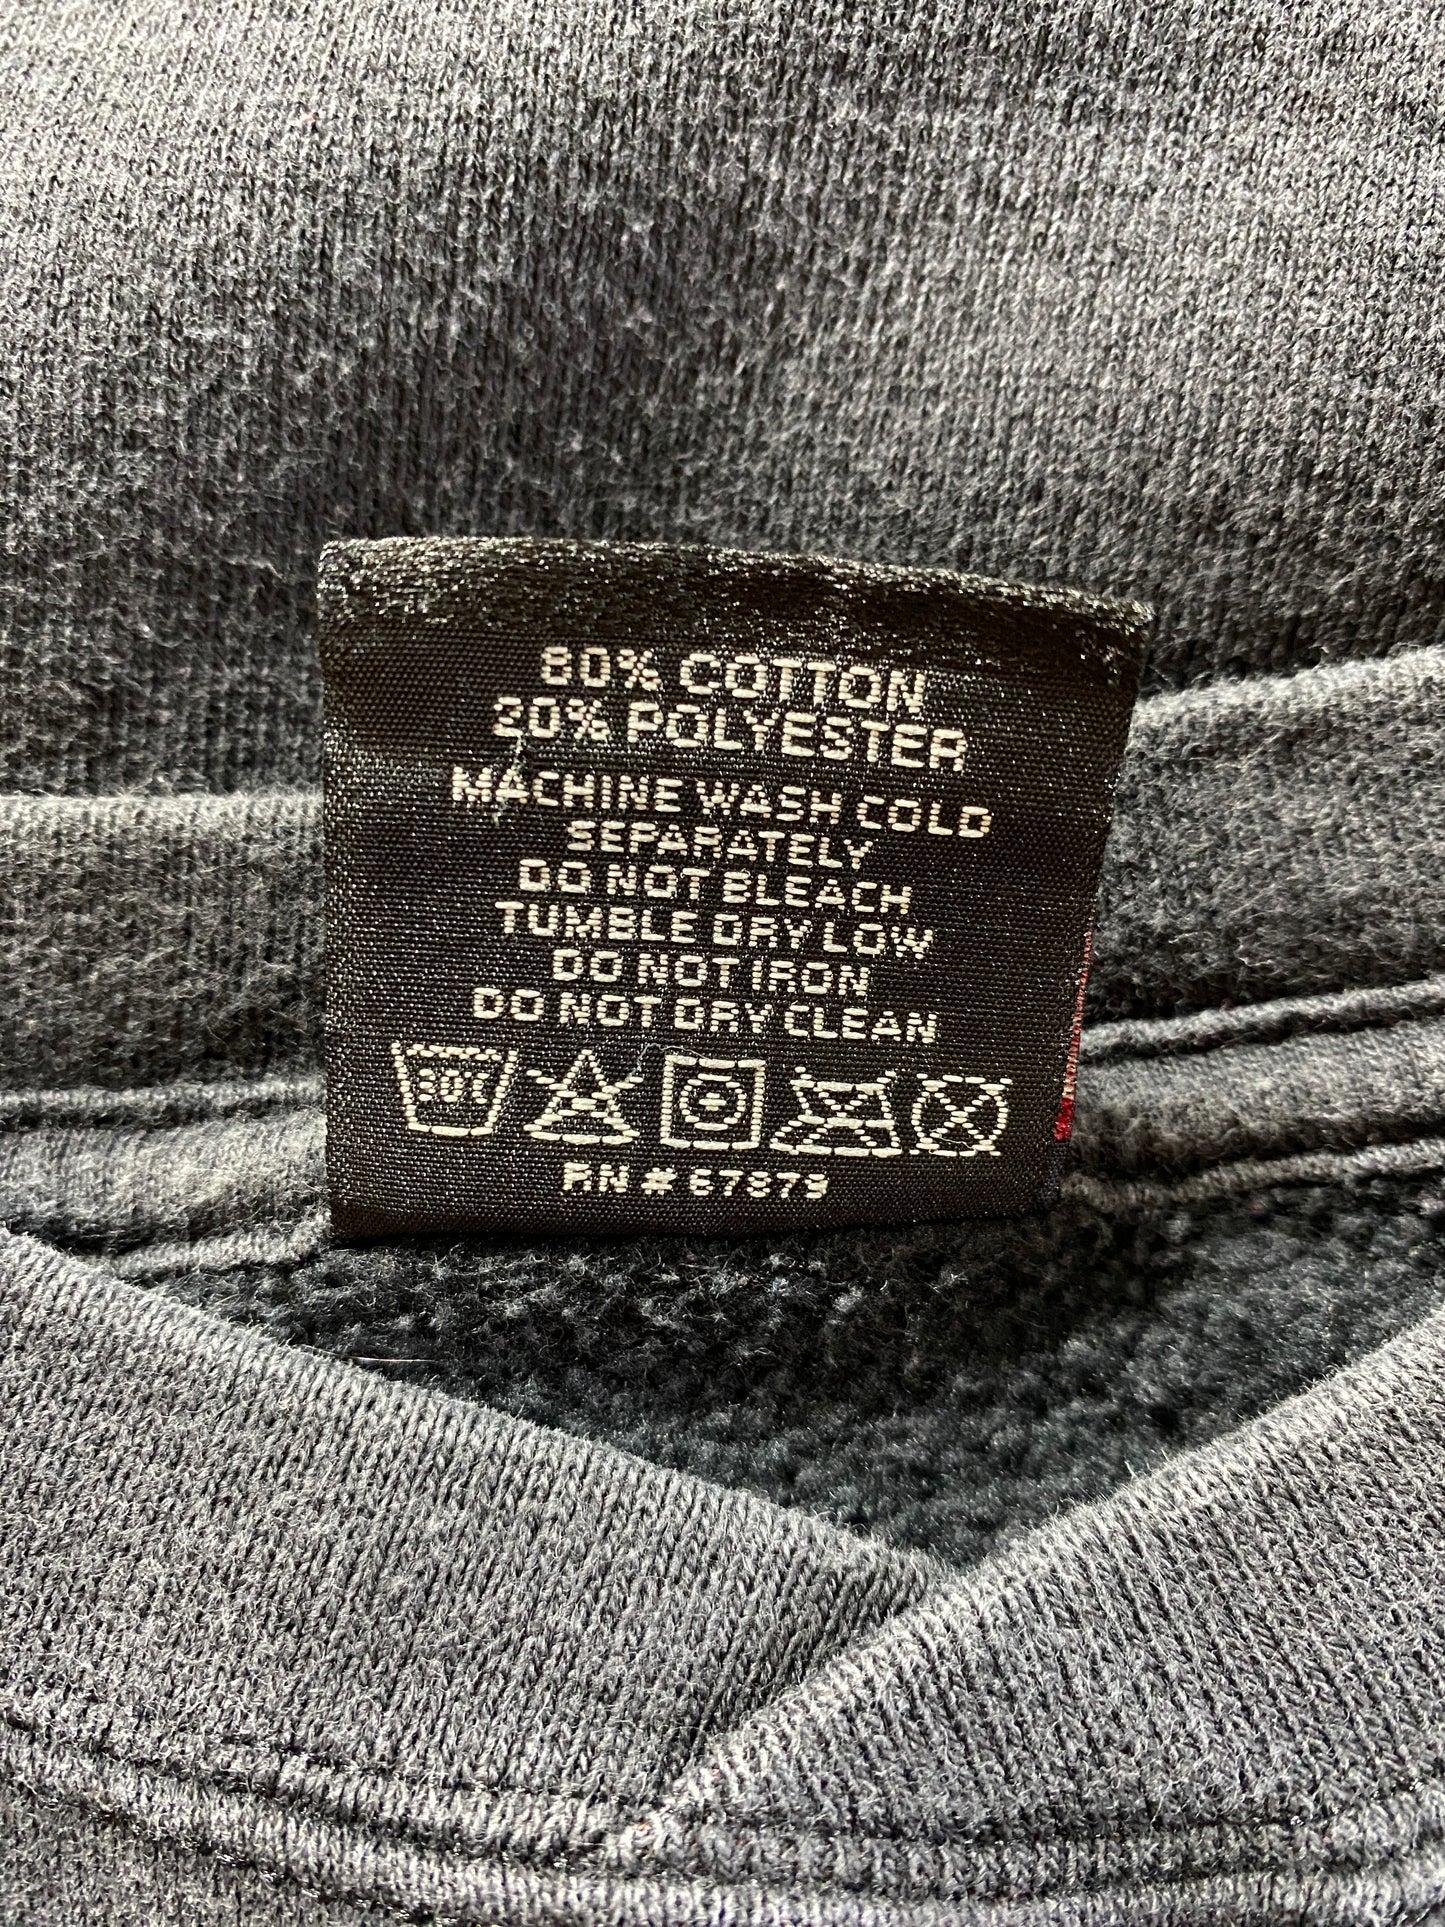 80% COTTON
20% POLYESTER
MACHINE WASH COLD
SEPARATELY
DO NOT BLEACH
TUMBLE DRY LOW
DO NOT IRON
DO NOT DRY CLEAN
30C
RN # 67879